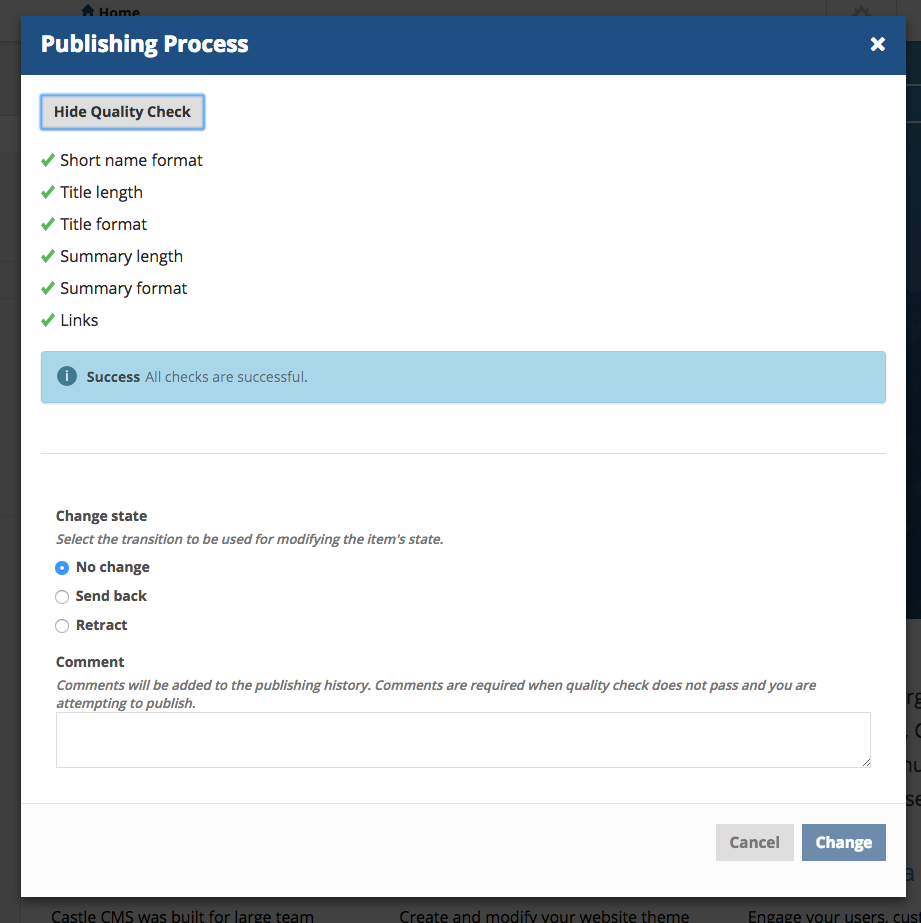 Home
Publishing Process
Hide Quality Check
Short name format
Title length
Title format
Summary length
Summary format
Links
Success All checks are successful.
Change state
Select the transition to be used for modifying the item's state.
No change
Send back
Retract
Comment
Comments will be added to the publishing history. Comments are required when quality check does not pass and you are
attempting to publish.
Cancel Change
Castle CMS was built for large team Create and modify your website theme Engage your users, cust